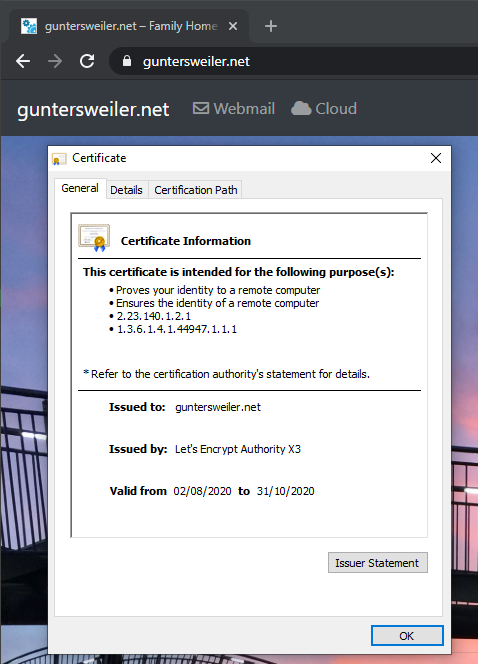 guntersweiler.net – Family Home
guntersweiler.net
guntersweiler.net Webmail Cloud
Certificate
General Details Certification Path
Certificate Information
This certificate is intended for the following purpose(s):
• Proves your identity to a remote computer
• Ensures the identity of a remote computer
• 2.23.140.1.2.1
• 1.3.6.1.4.1.44947.1.1.1
* Refer to the certification authority's statement for details.
Issued to: guntersweiler.net
Issued by: Let's Encrypt Authority X3
Valid from 02/08/2020 to 31/10/2020
Issuer Statement
OK